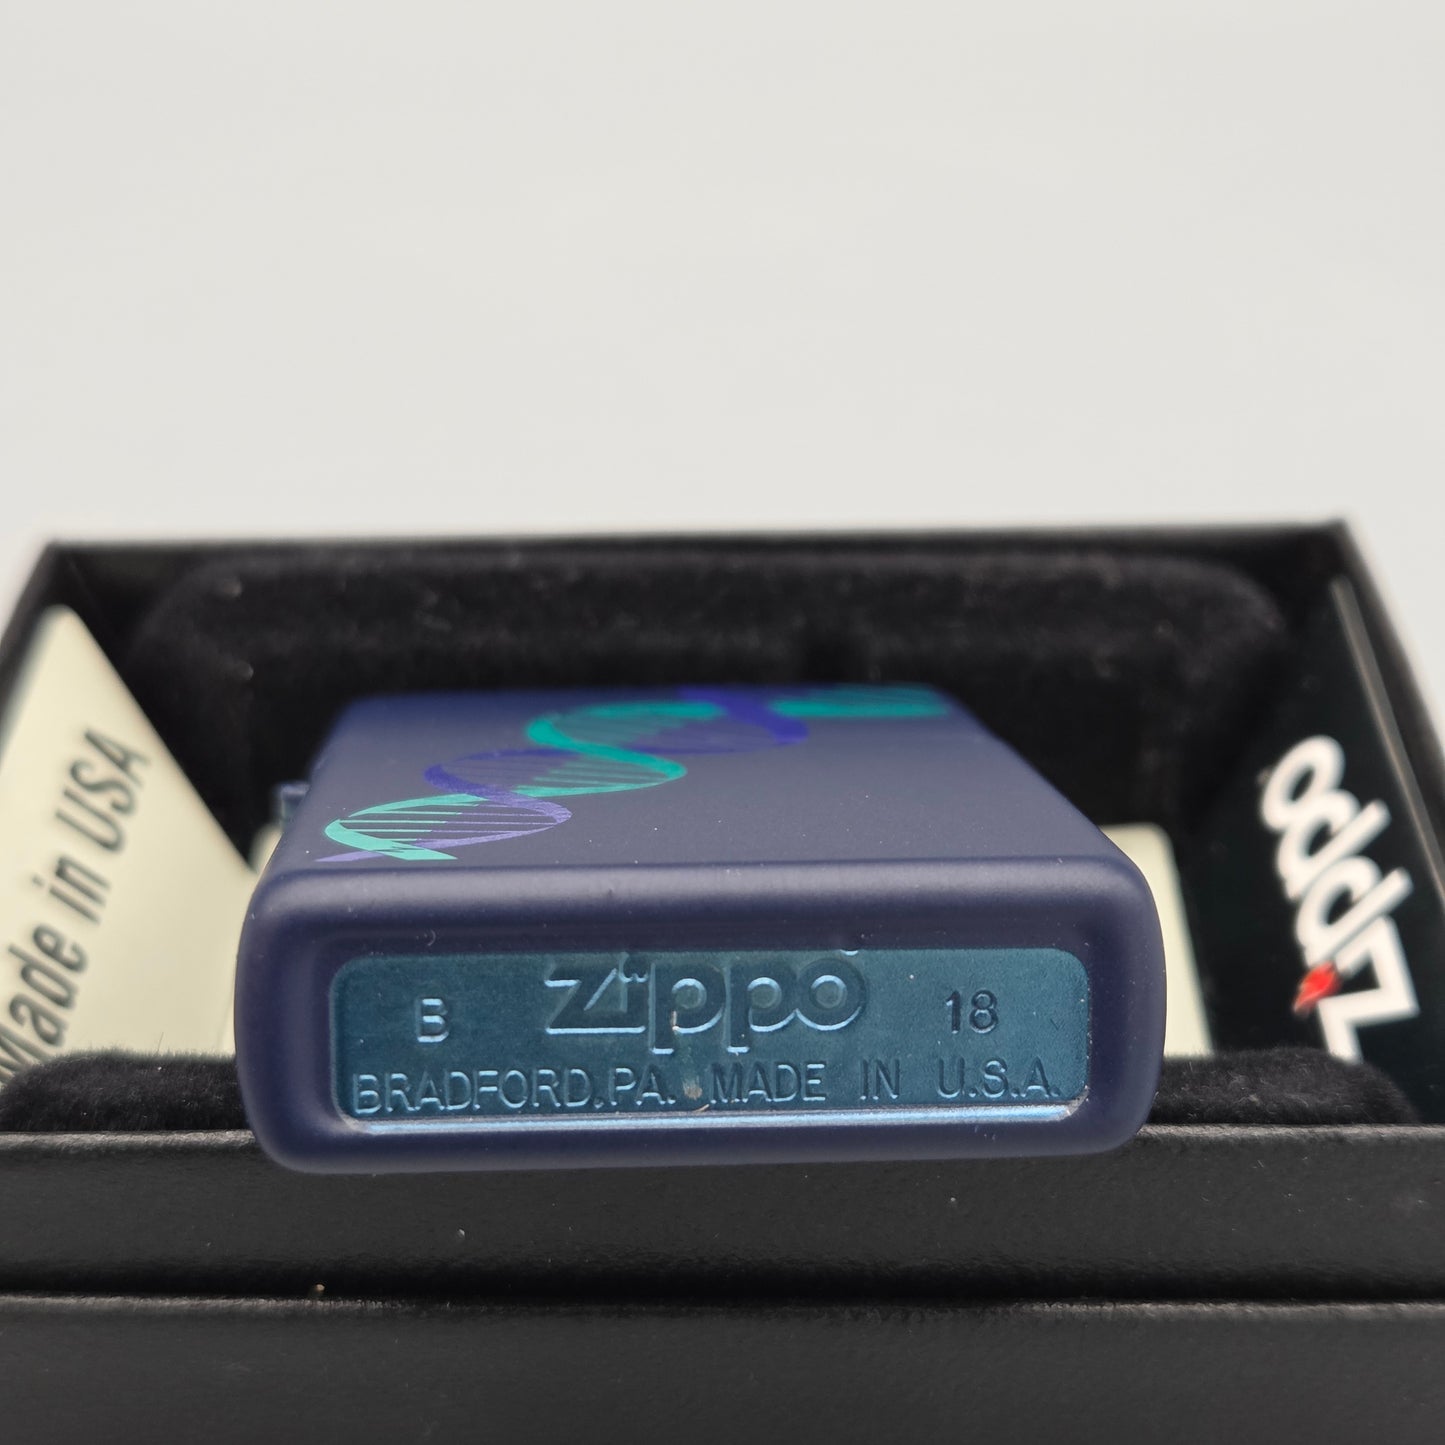 Made in USA
zippo
B zippo 18
BRADFORD,PA. MADE IN U.S.A.